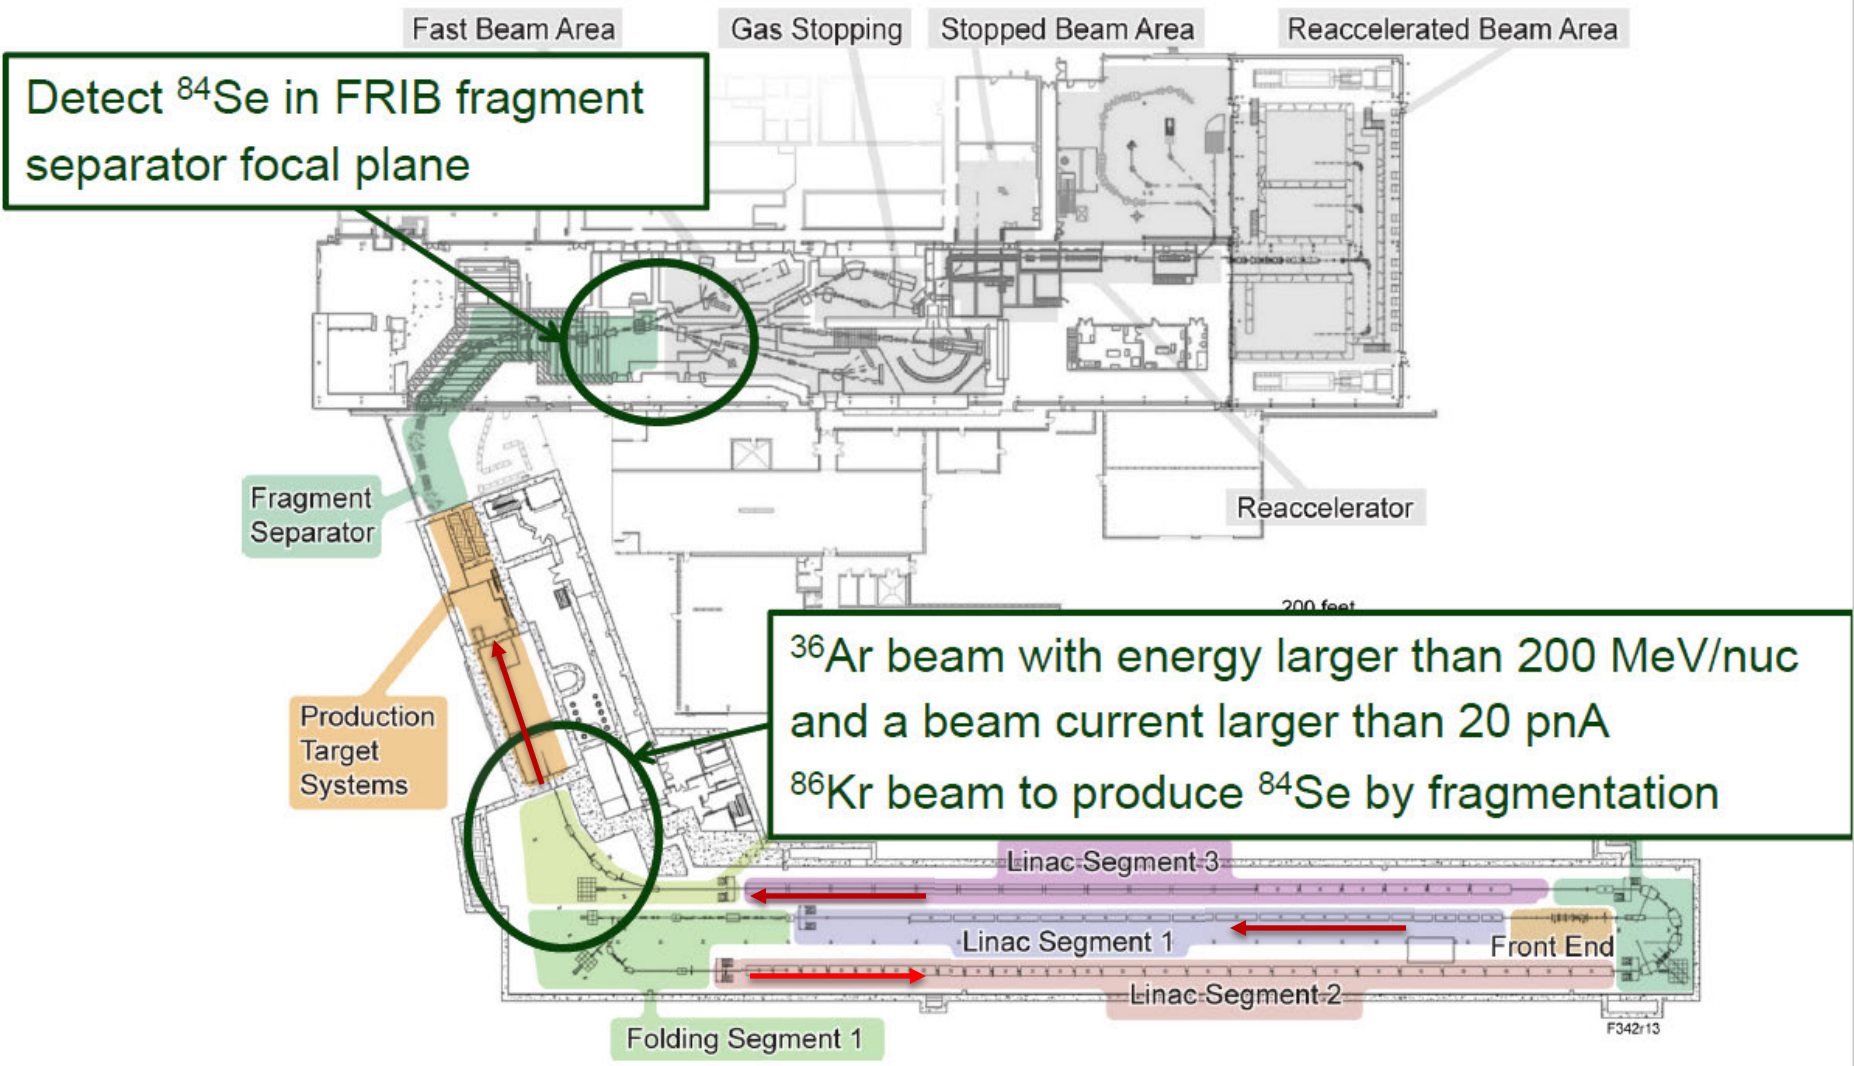 Fast Beam Area
Gas Stopping
Stopped Beam Area
Reaccelerated Beam Area
Detect ⁸⁴Se in FRIB fragment
separator focal plane
Fragment
Separator
Reaccelerator
200 feet
³⁶Ar beam with energy larger than 200 MeV/nuc
and a beam current larger than 20 pnA
⁸⁶Kr beam to produce ⁸⁴Se by fragmentation
Production
Target
Systems
Linac Segment 3
Linac Segment 1
Front End
Linac Segment 2
Folding Segment 1
F342r13